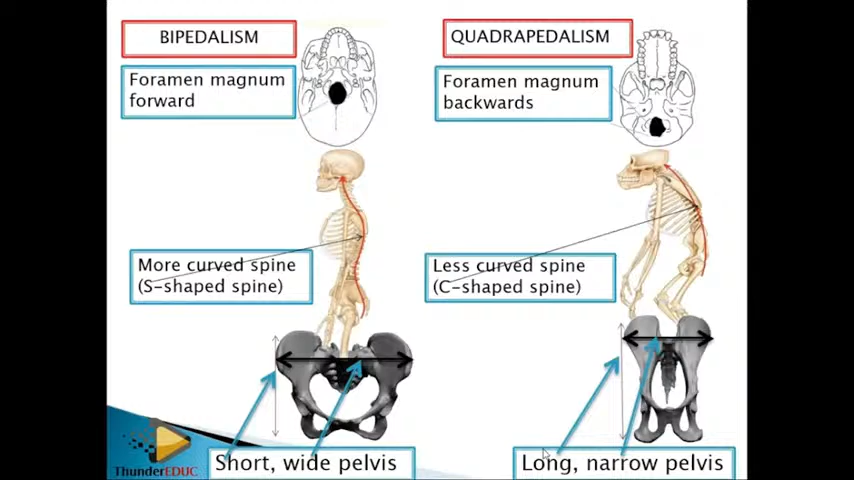 BIPEDALISM
QUADRAPEDALISM
Foramen magnum
forward
Foramen magnum
backwards
More curved spine
(S-shaped spine)
Less curved spine
(C-shaped spine)
Short, wide pelvis
Long, narrow pelvis
ThunderEDUC